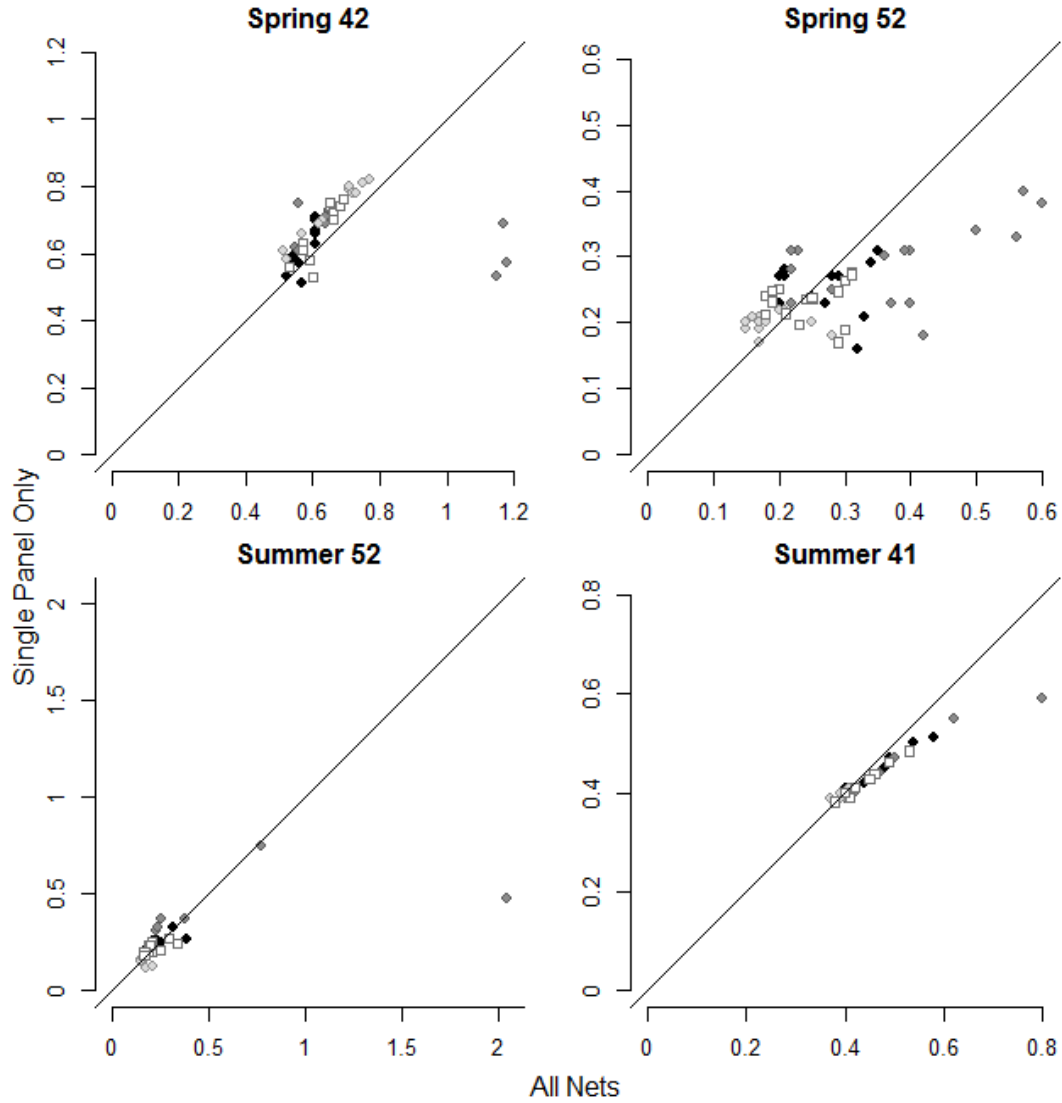 Spring 42
Spring 52
1.2
1
0.8
0.6
0.4
0.2
0
0 0.2 0.4 0.6 0.8 1 1.2
0.6
0.5
0.4
0.3
0.2
0.1
0
0 0.1 0.2 0.3 0.4 0.5 0.6
Single Panel Only
Summer 52
Summer 41
2
1.5
1
0.5
0
0 0.5 1 1.5 2
0.8
0.6
0.4
0.2
0
0 0.2 0.4 0.6 0.8
All Nets